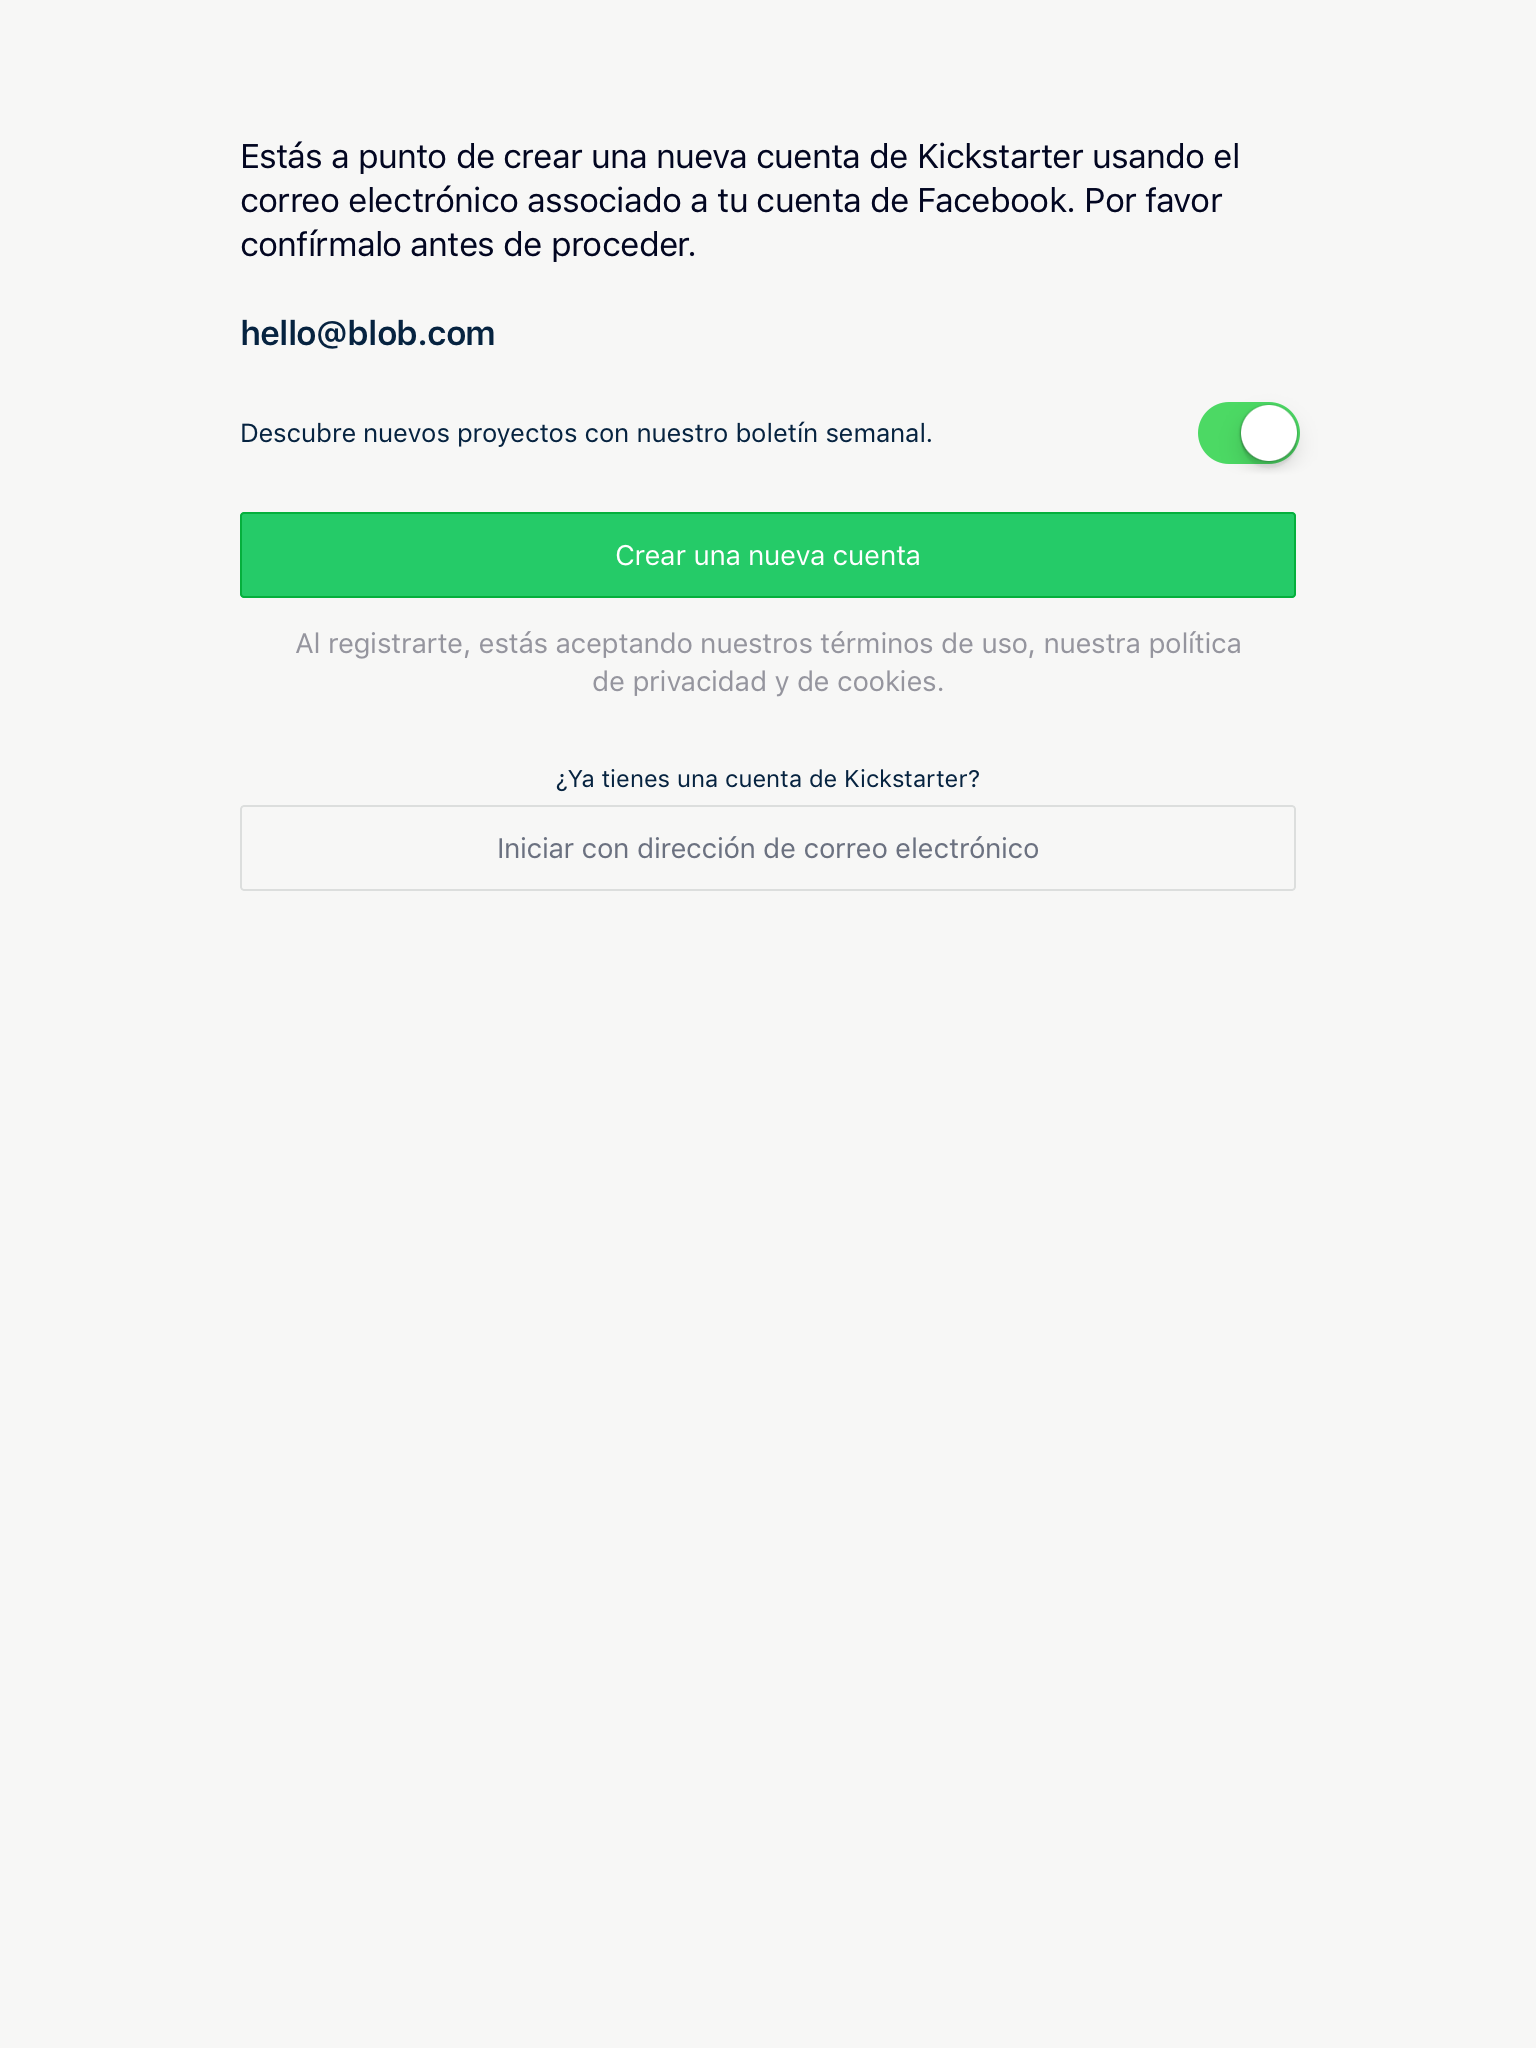 Estás a punto de crear una nueva cuenta de Kickstarter usando el
correo electrónico associado a tu cuenta de Facebook. Por favor
confírmalo antes de proceder.
hello@blob.com
Descubre nuevos proyectos con nuestro boletín semanal.
Crear una nueva cuenta
Al registrarte, estás aceptando nuestros términos de uso, nuestra política
de privacidad y de cookies.
¿Ya tienes una cuenta de Kickstarter?
Iniciar con dirección de correo electrónico